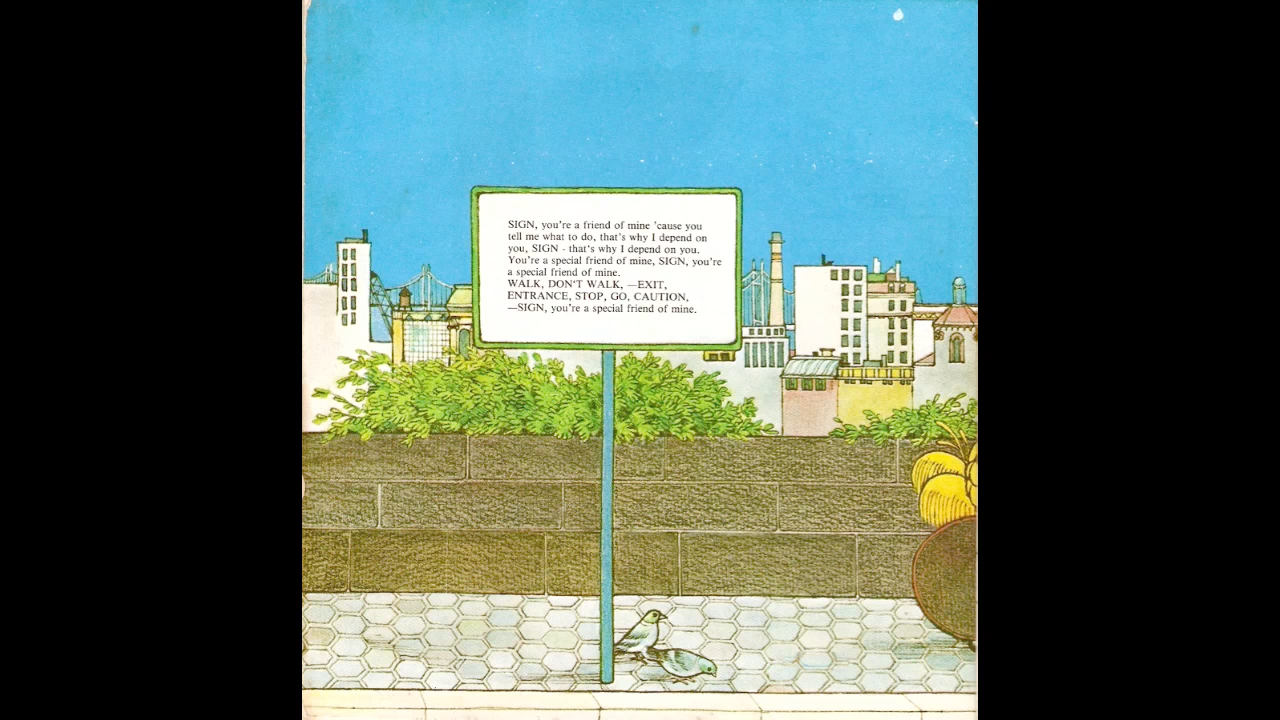 SIGN, you're a friend of mine 'cause you
tell me what to do, that's why I depend on
you, SIGN - that's why I depend on you.
You're a special friend of mine, SIGN, you're
a special friend of mine.
WALK, DON'T WALK, —EXIT,
ENTRANCE, STOP, GO, CAUTION,
—SIGN, you're a special friend of mine.